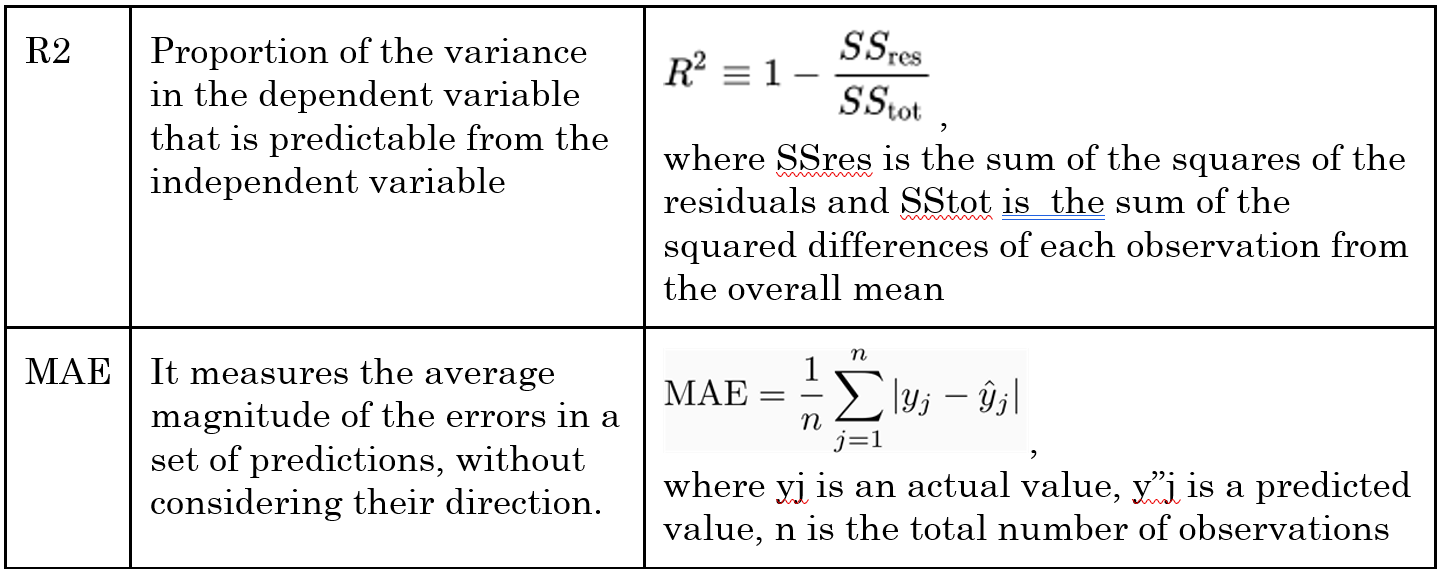 R2
Proportion of the variance
in the dependent variable
that is predictable from the
independent variable
R² ≡ 1 − SSres / SStot ,
where SSres is the sum of the squares of the
residuals and SStot is  the sum of the
squared differences of each observation from
the overall mean
MAE
It measures the average
magnitude of the errors in a
set of predictions, without
considering their direction.
MAE = 1/n ∑ⁿj=1 |yj − ŷj| ,
where yj is an actual value, y”j is a predicted
value, n is the total number of observations